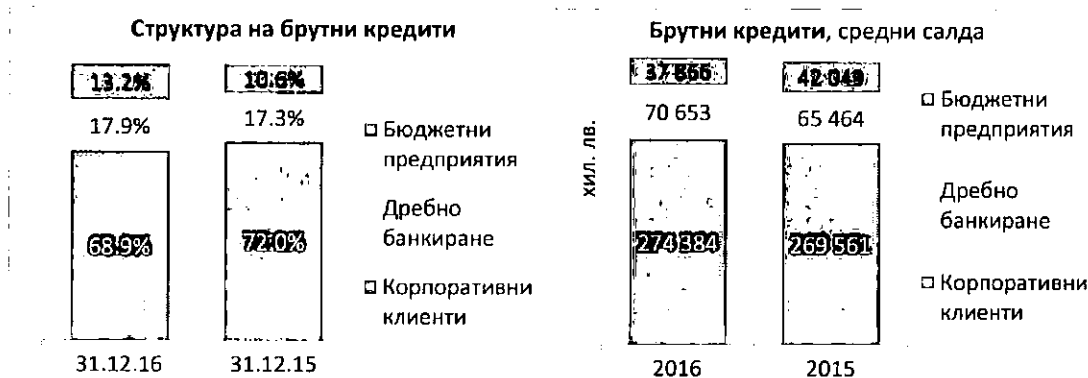 Структура на брутни кредити
13.2%
10.6%
17.9%
17.3%
68.9%
72.0%
31.12.16
31.12.15
Бюджетни
предприятия
Дребно
банкиране
Корпоративни
клиенти
Брутни кредити, средни салда
хил. лв.
37 866
42 049
70 653
65 464
274 384
269 561
2016
2015
Бюджетни
предприятия
Дребно
банкиране
Корпоративни
клиенти